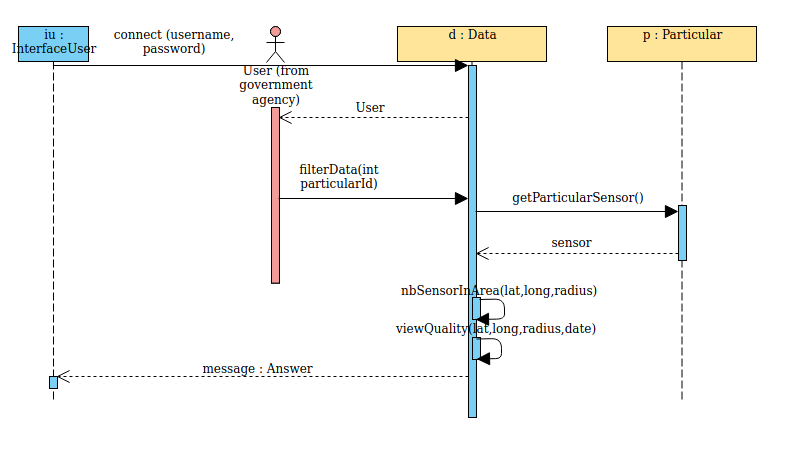 iu :
InterfaceUser
connect (username,
password)
d : Data
p : Particular
User (from
government
agency)
User
filterData(int
particularId)
getParticularSensor()
sensor
nbSensorInArea(lat,long,radius)
viewQuality(lat,long,radius,date)
message : Answer